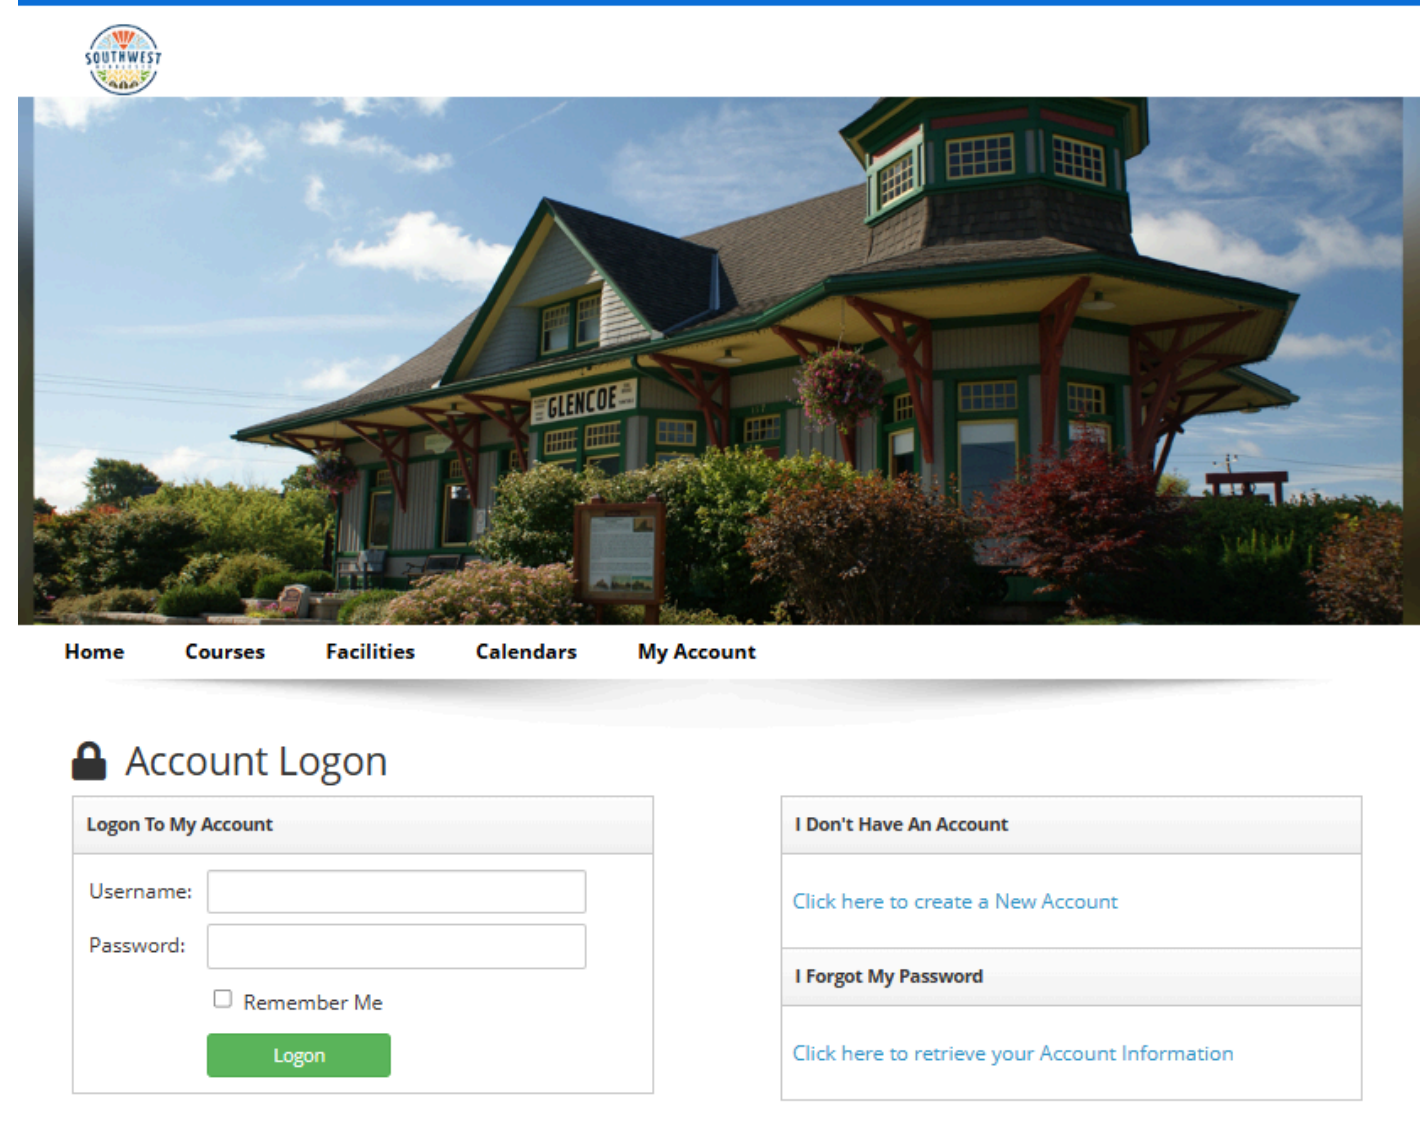 SOUTHWEST
MIDDLESEX
GLENCOE
117
Home Courses Facilities Calendars My Account
Account Logon
Logon To My Account
Username:
Password:
Remember Me
Logon
I Don't Have An Account
Click here to create a New Account
I Forgot My Password
Click here to retrieve your Account Information